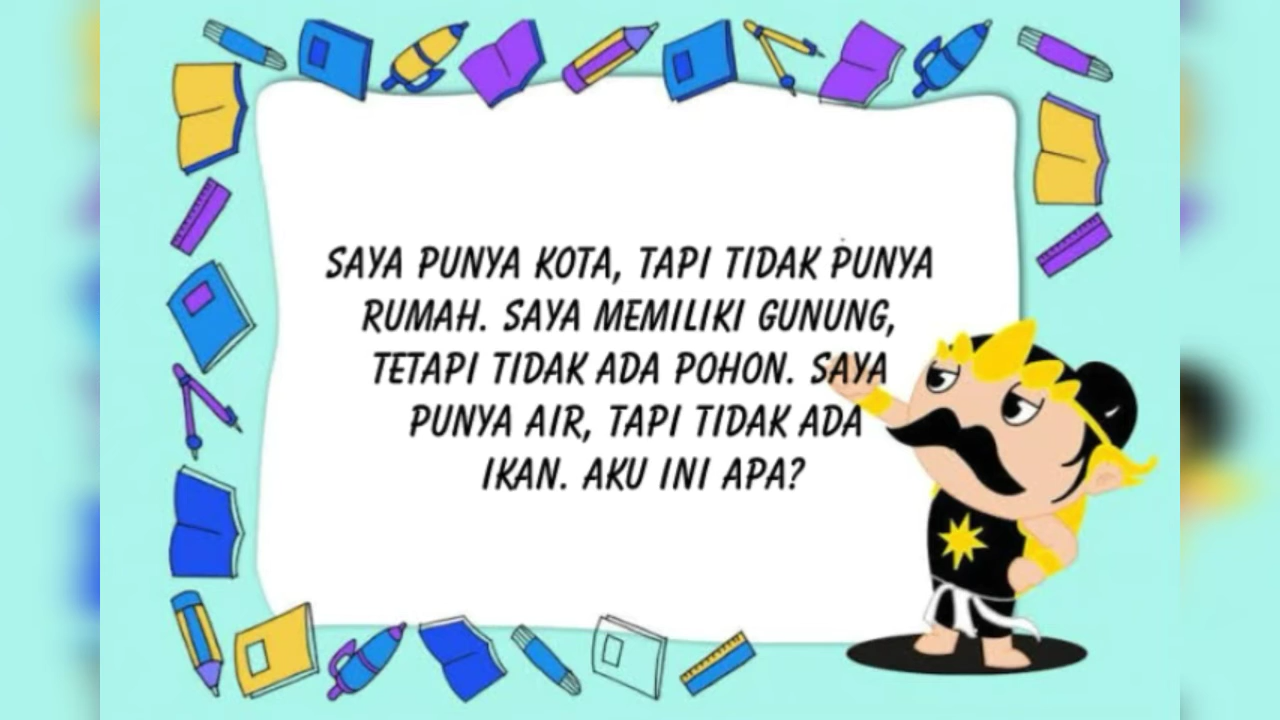 SAYA PUNYA KOTA, TAPI TIDAK PUNYA
RUMAH. SAYA MEMILIKI GUNUNG,
TETAPI TIDAK ADA POHON. SAYA
PUNYA AIR, TAPI TIDAK ADA
IKAN. AKU INI APA?